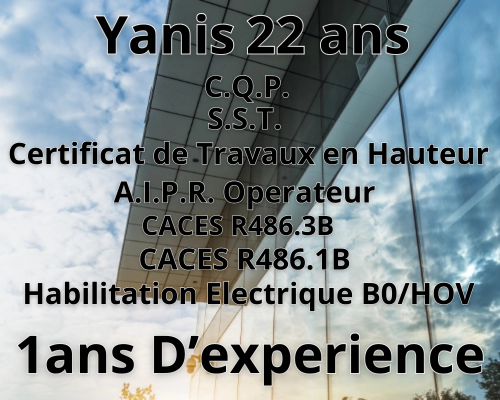 Yanis 22 ans
C.Q.P.
S.S.T.
Certificat de Travaux en Hauteur
A.I.P.R. Operateur
CACES R486.3B
CACES R486.1B
Habilitation Electrique B0/HOV
1ans D’experience